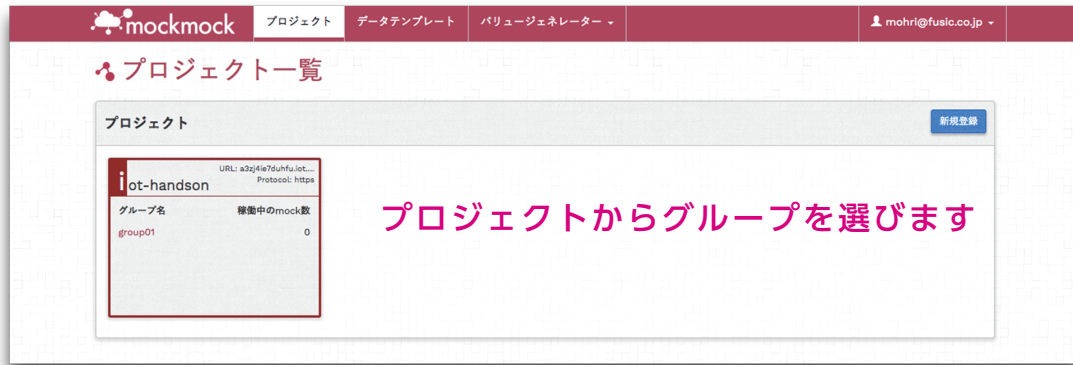 mockmock プロジェクト データテンプレート バリュージェネレーター mohri@fusic.co.jp
プロジェクト一覧
プロジェクト 新規登録
URL: a3zj4ie7duhfu.iot....
Protocol: https
iot-handson
グループ名 稼働中のmock数
group01 0
プロジェクトからグループを選びます